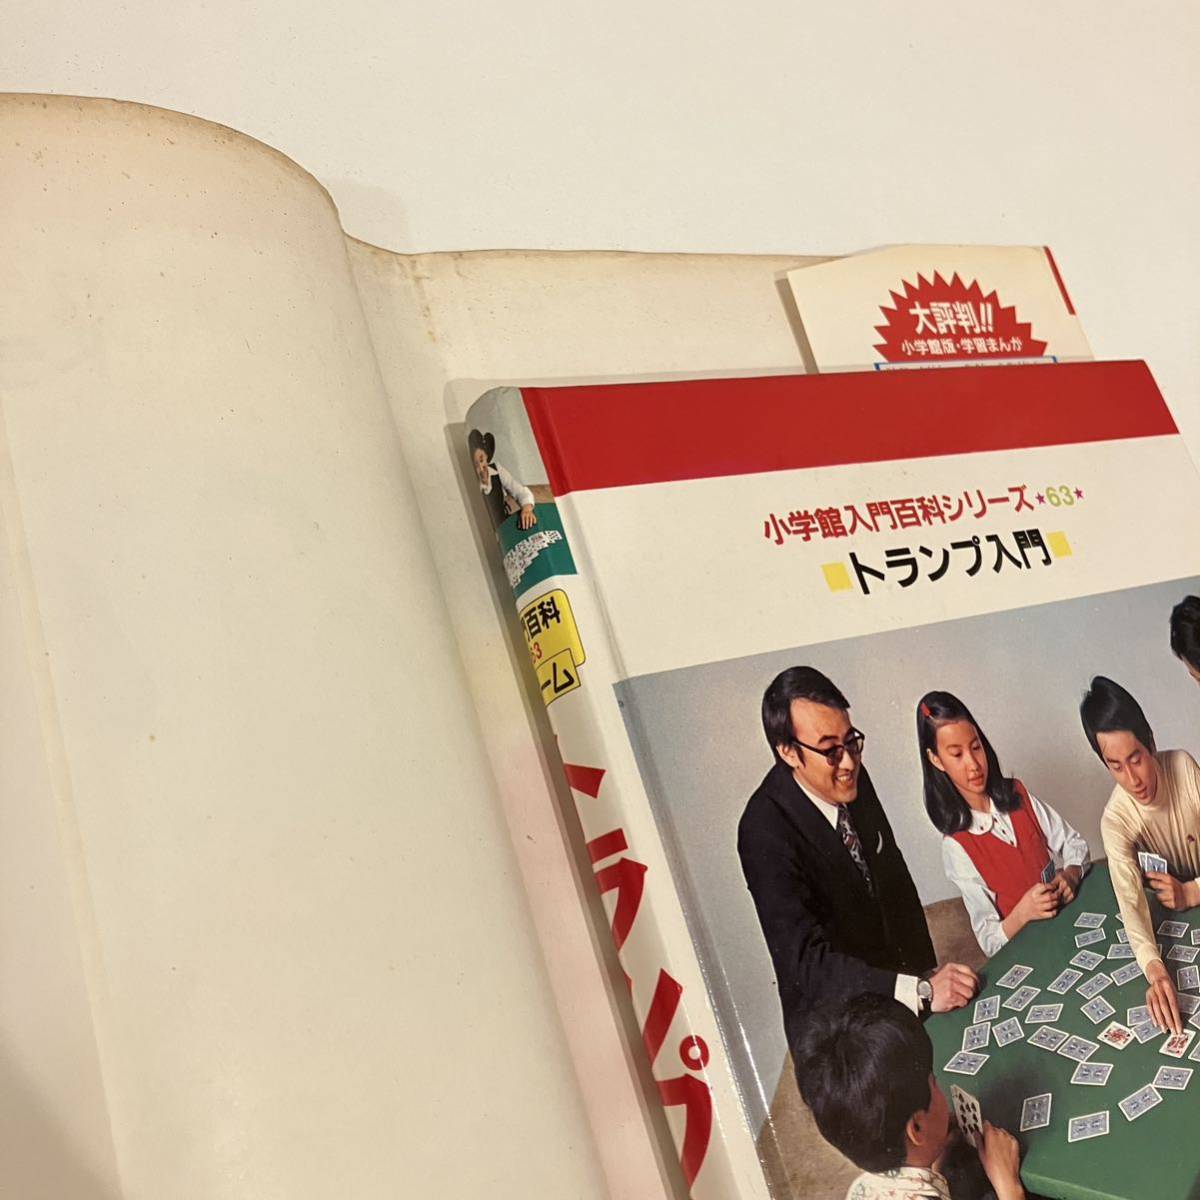 大評判!!
小学館版・学習まんが
小学館入門百科シリーズ★63★
トランプ入門
門百科
63
ーム
トランプ